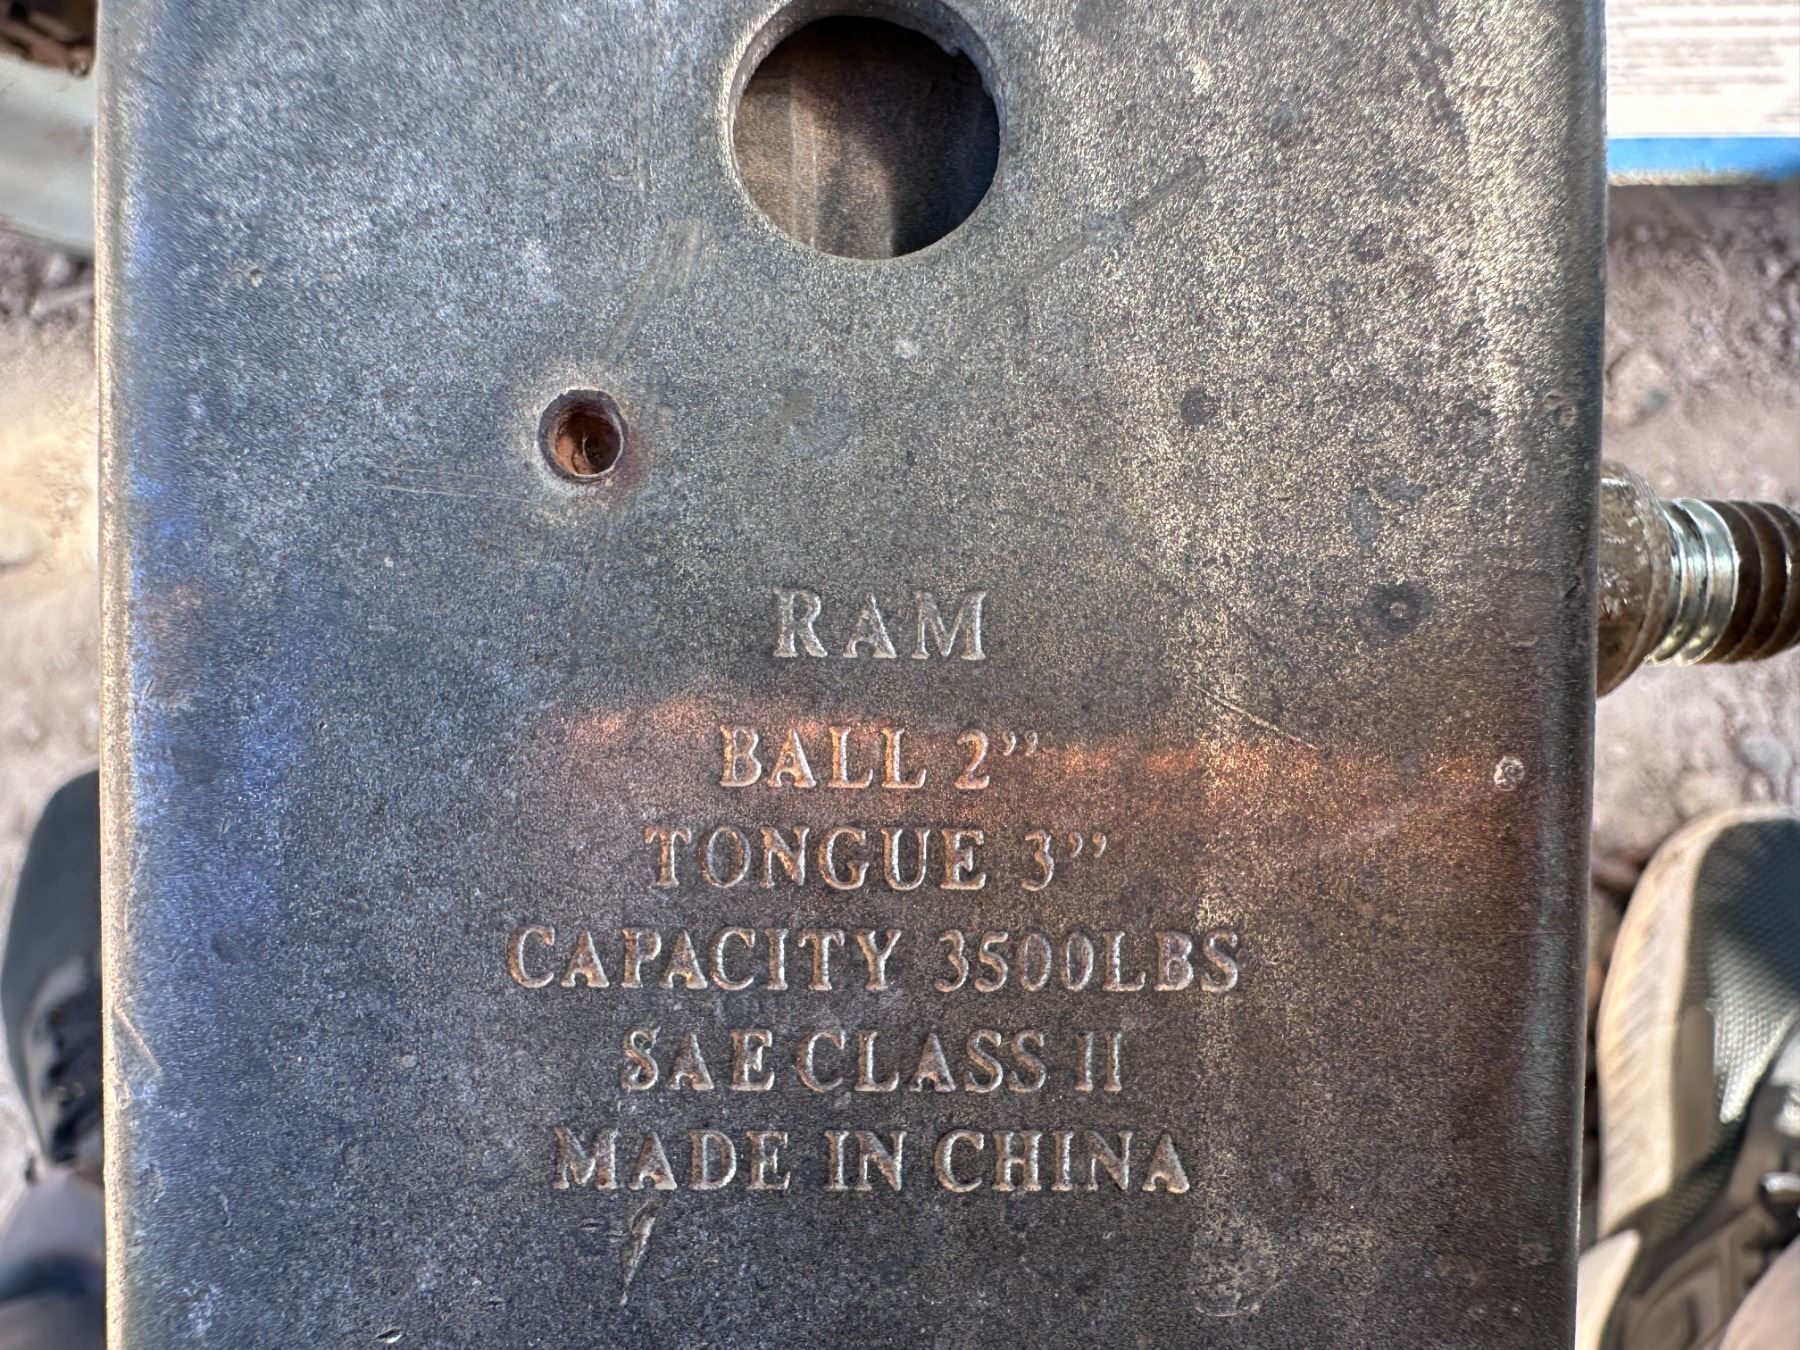 RAM
BALL 2”
TONGUE 3”
CAPACITY 3500LBS
SAE CLASS II
MADE IN CHINA